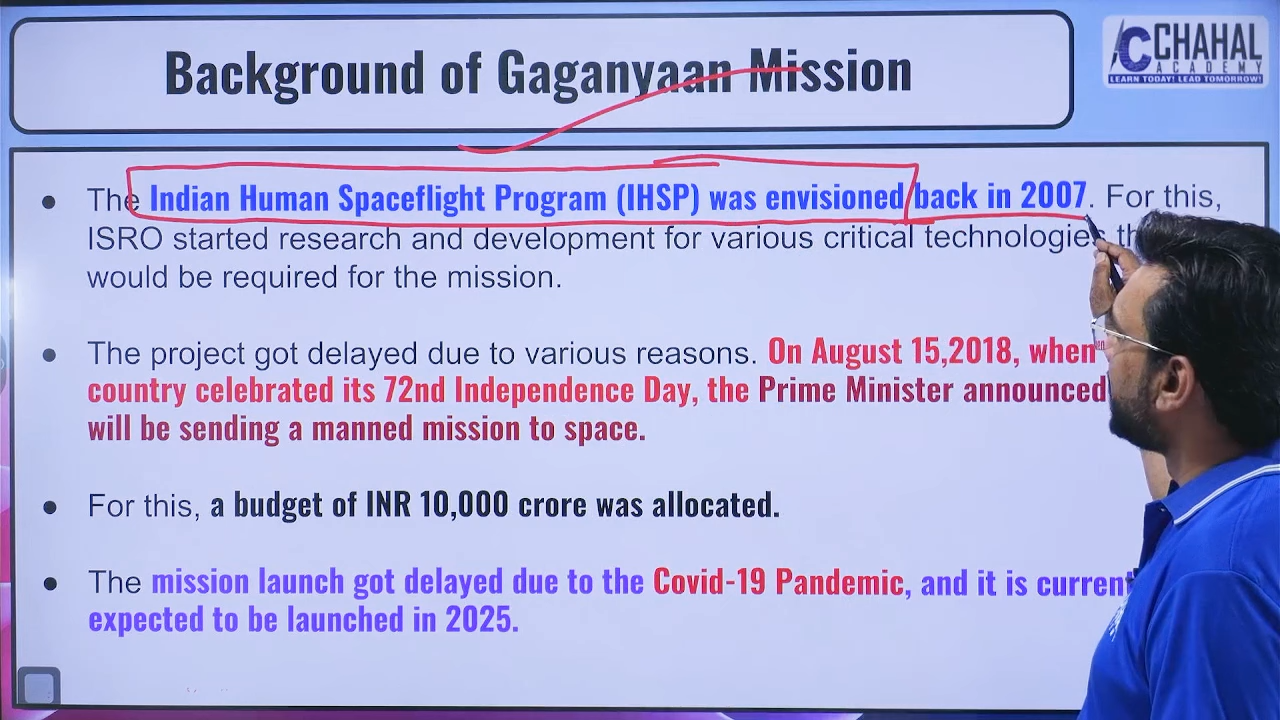 Background of Gaganyaan Mission
CHAHAL
ACADEMY
LEARN TODAY! LEAD TOMORROW!
The Indian Human Spaceflight Program (IHSP) was envisioned back in 2007. For this,
ISRO started research and development for various critical technologies
would be required for the mission.
The project got delayed due to various reasons. On August 15,2018, when
country celebrated its 72nd Independence Day, the Prime Minister announced
will be sending a manned mission to space.
For this, a budget of INR 10,000 crore was allocated.
The mission launch got delayed due to the Covid-19 Pandemic, and it is
expected to be launched in 2025.